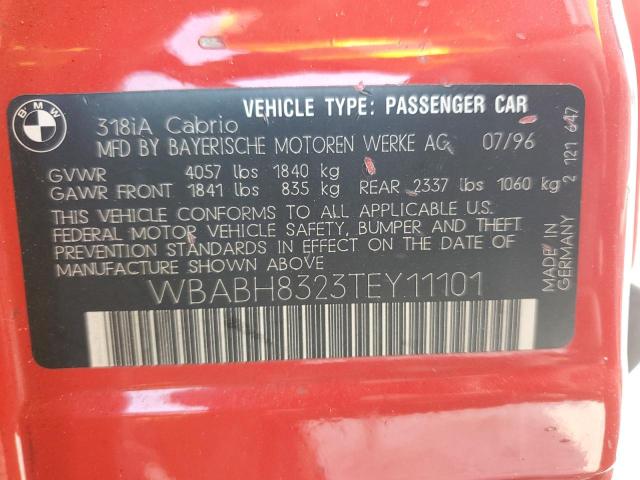 BMW
VEHICLE TYPE: PASSENGER CAR
318iA Cabrio
MFD BY BAYERISCHE MOTOREN WERKE AG 07/96
GVWR 4057 lbs 1840 kg
GAWR FRONT 1841 lbs 835 kg REAR 2337 lbs 1060 kg
THIS VEHICLE CONFORMS TO ALL APPLICABLE U.S.
FEDERAL MOTOR VEHICLE SAFETY, BUMPER AND THEFT
PREVENTION STANDARDS IN EFFECT ON THE DATE OF
MANUFACTURE SHOWN ABOVE
WBABH8323TEY11101
MADE IN
GERMANY
2 121 647